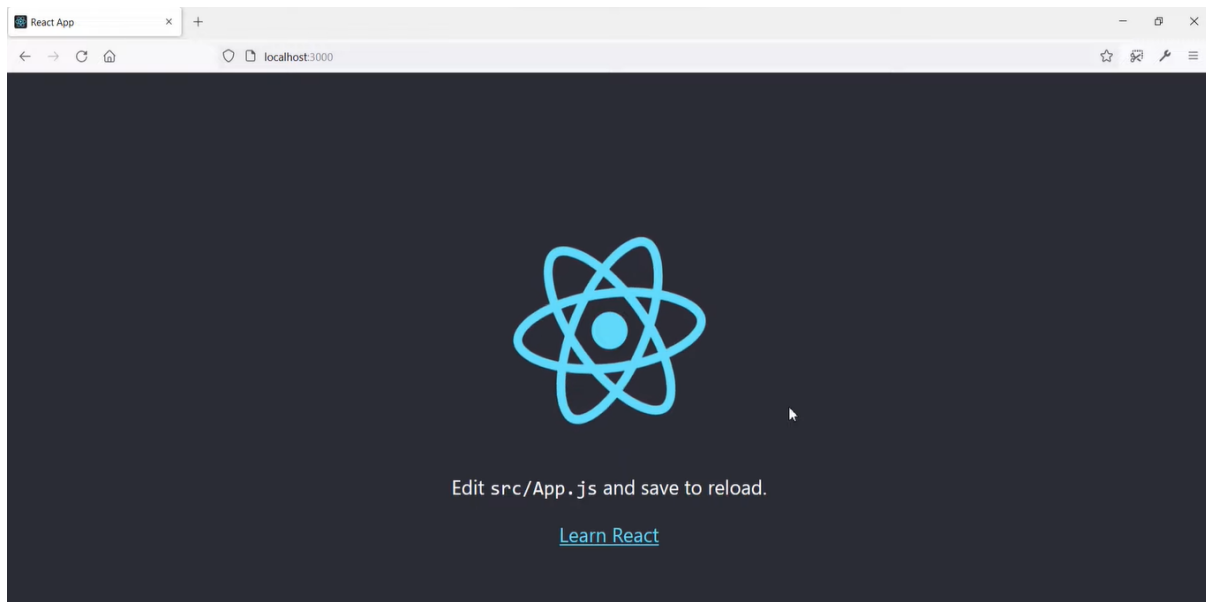 React App
localhost:3000
Edit src/App.js and save to reload.
Learn React